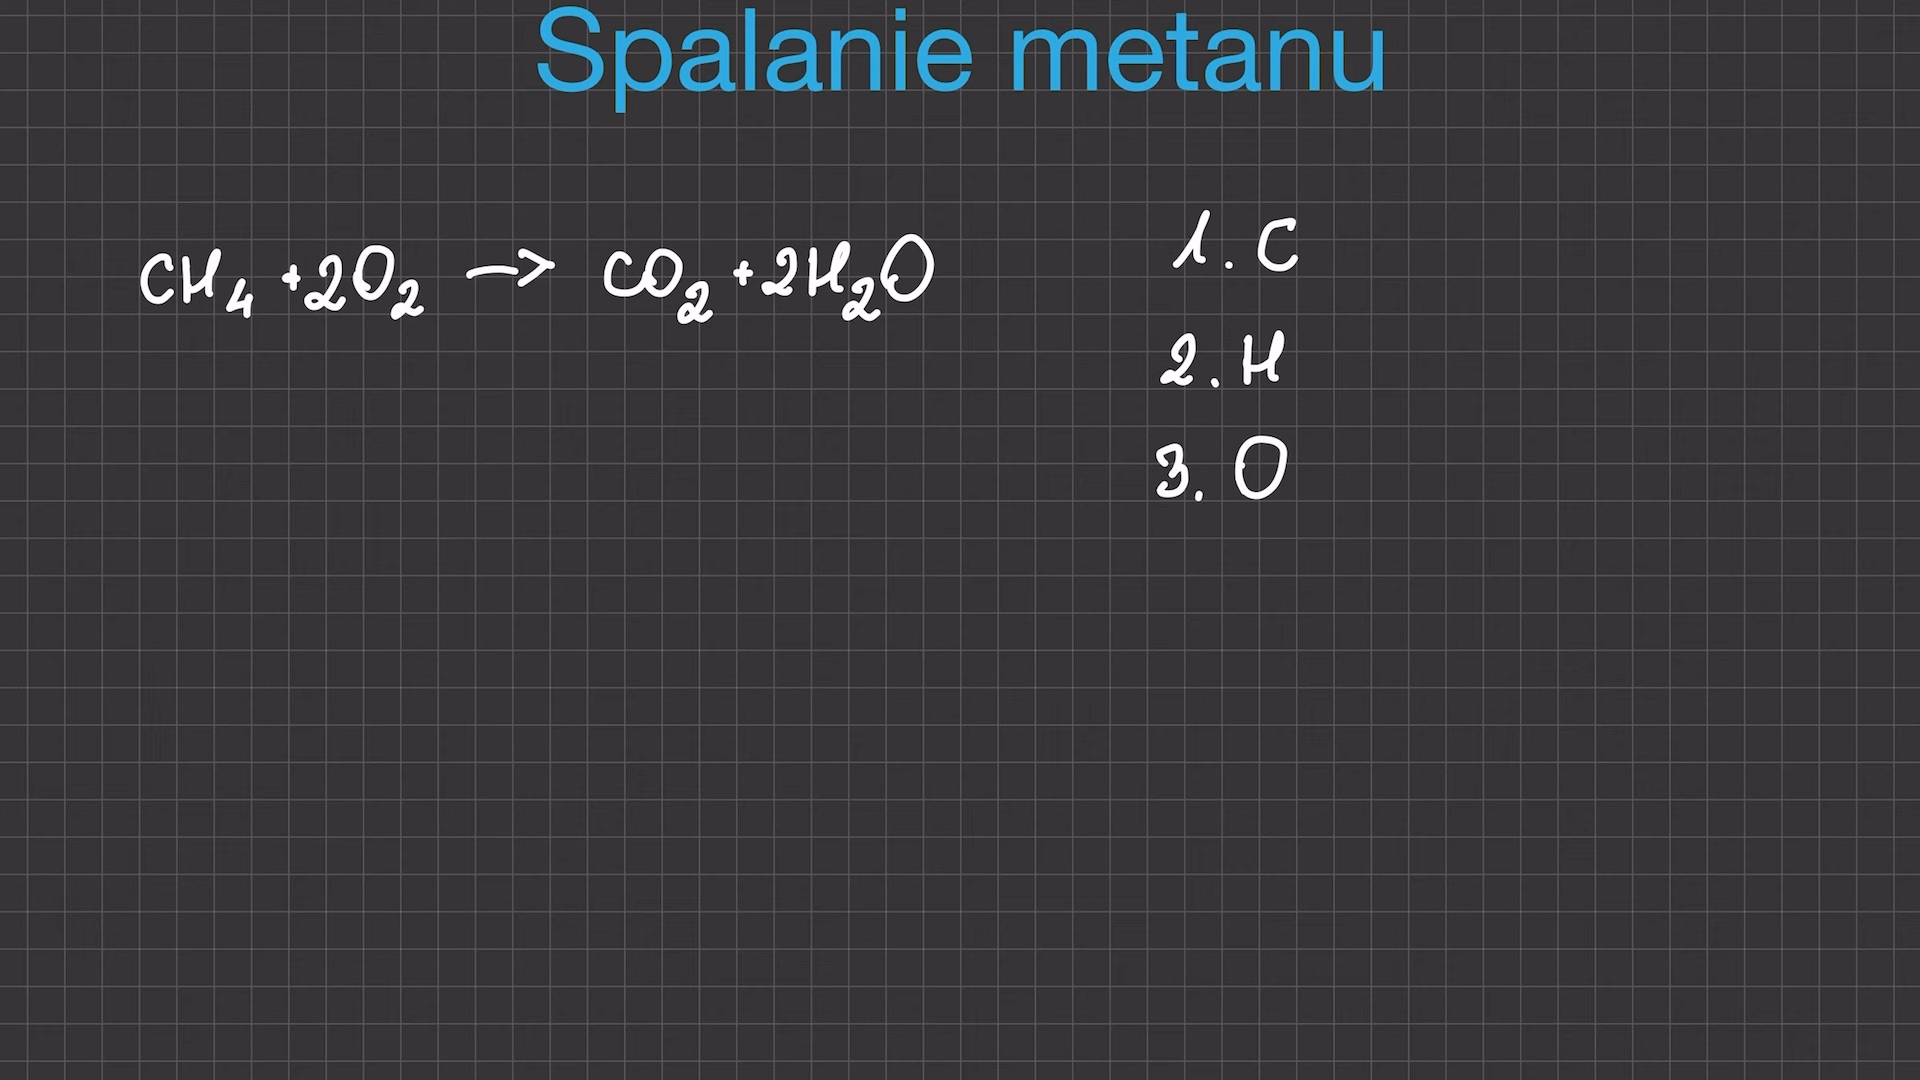 Spalanie metanu
CH₄ + 2O₂ → CO₂ + 2H₂O
1. C
2. H
3. O